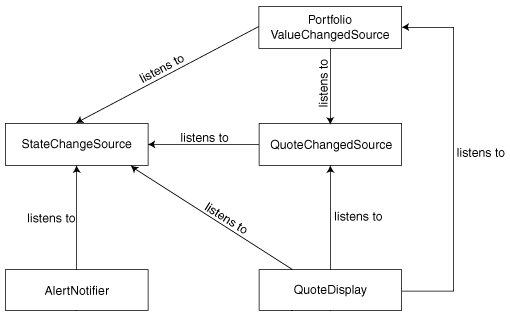 Portfolio
ValueChangedSource
listens to
listens to
StateChangeSource
listens to
QuoteChangedSource
listens to
listens to
listens to
listens to
AlertNotifier
QuoteDisplay